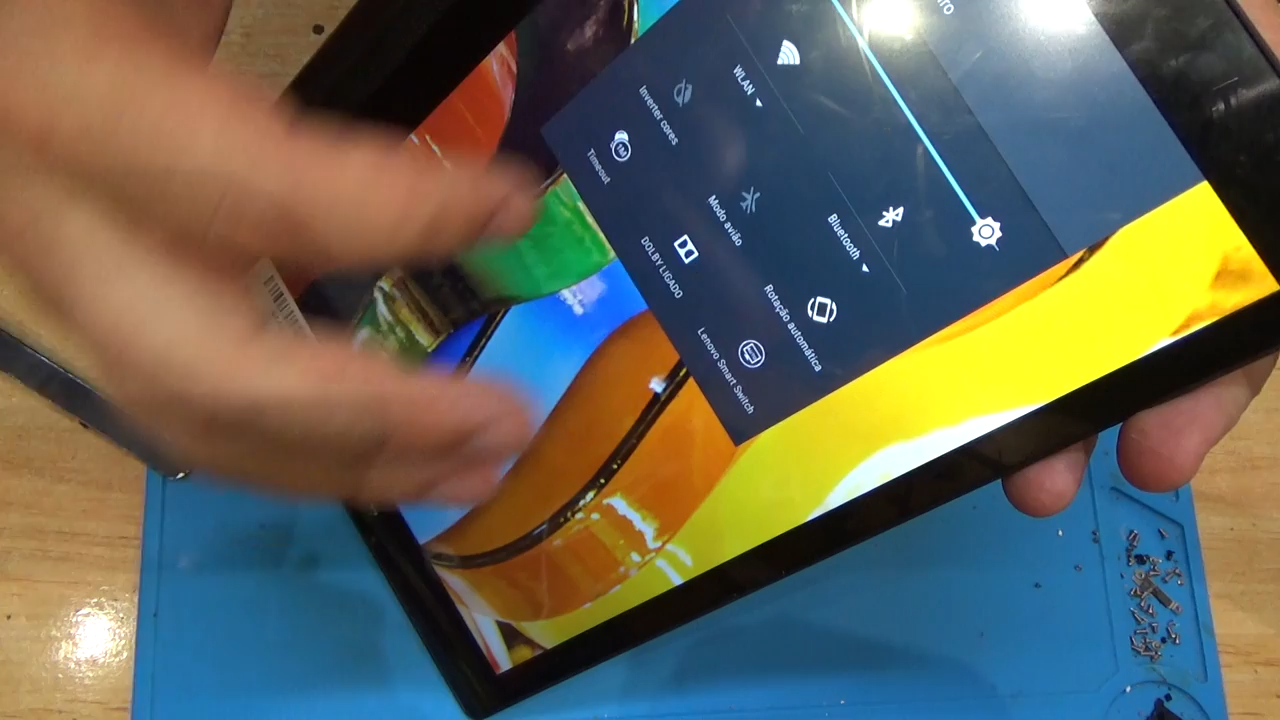 WLAN
Bluetooth
Inverter cores
Modo avião
Rotação automática
Timeout
DOLBY LIGADO
Lenovo Smart Switch